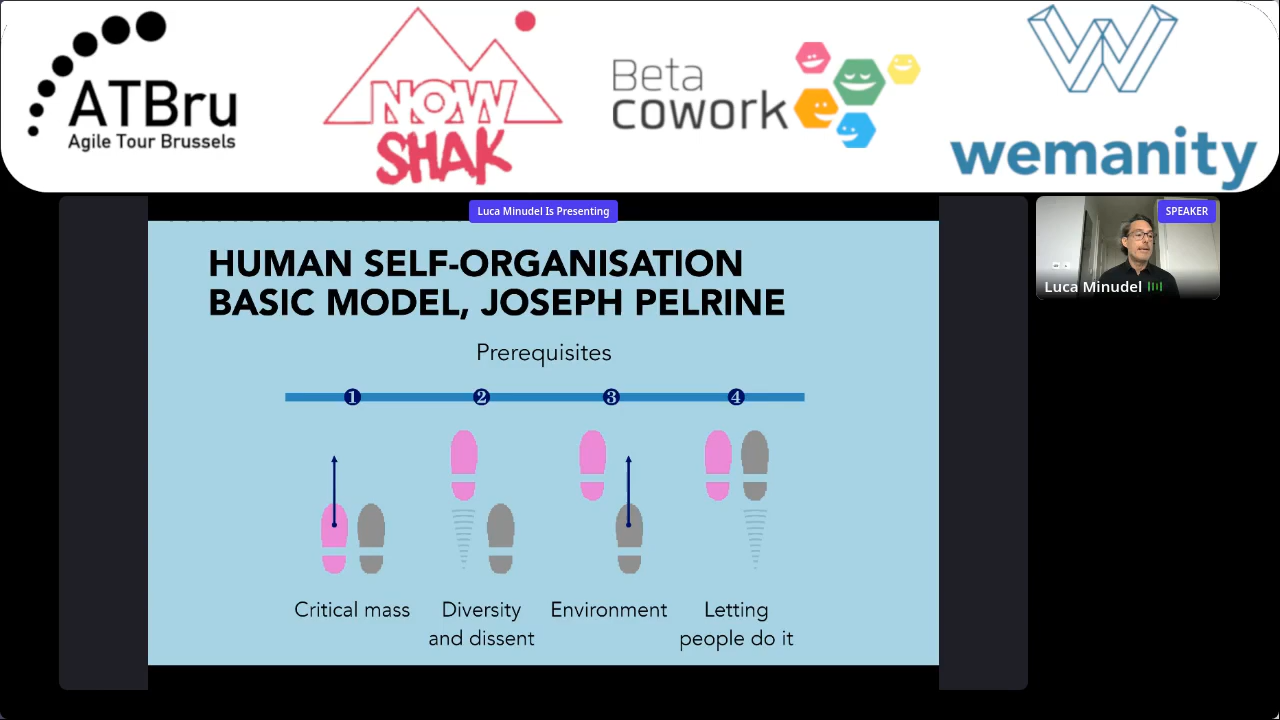 ATBru
Agile Tour Brussels
NOW
SHAK
Beta
cowork
wemanity
Luca Minudel Is Presenting
SPEAKER
Luca Minudel
HUMAN SELF-ORGANISATION
BASIC MODEL, JOSEPH PELRINE
Prerequisites
1 2 3 4
Critical mass
Diversity
and dissent
Environment
Letting
people do it